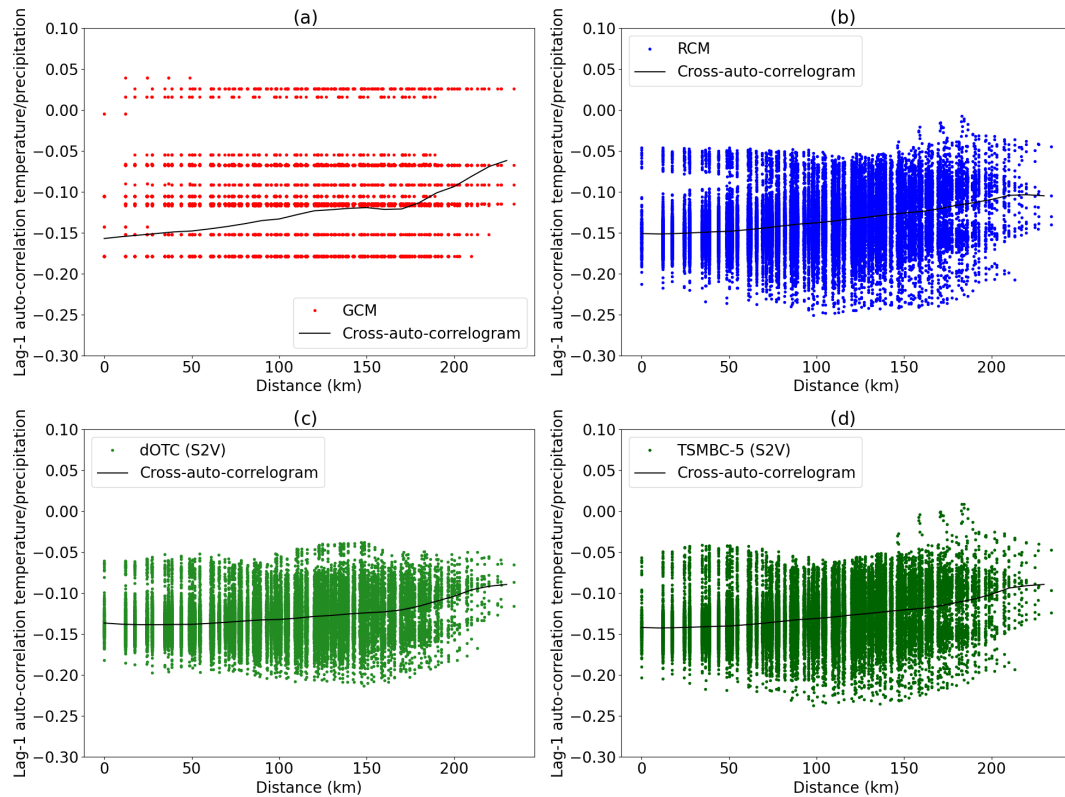 (a)
Lag-1 auto-correlation temperature/precipitation
0.10
0.05
0.00
−0.05
−0.10
−0.15
−0.20
−0.25
−0.30
GCM
Cross-auto-correlogram
0
50
100
150
200
Distance (km)
(b)
Lag-1 auto-correlation temperature/precipitation
0.10
0.05
0.00
−0.05
−0.10
−0.15
−0.20
−0.25
−0.30
RCM
Cross-auto-correlogram
0
50
100
150
200
Distance (km)
(c)
Lag-1 auto-correlation temperature/precipitation
0.10
0.05
0.00
−0.05
−0.10
−0.15
−0.20
−0.25
−0.30
dOTC (S2V)
Cross-auto-correlogram
0
50
100
150
200
Distance (km)
(d)
Lag-1 auto-correlation temperature/precipitation
0.10
0.05
0.00
−0.05
−0.10
−0.15
−0.20
−0.25
−0.30
TSMBC-5 (S2V)
Cross-auto-correlogram
0
50
100
150
200
Distance (km)